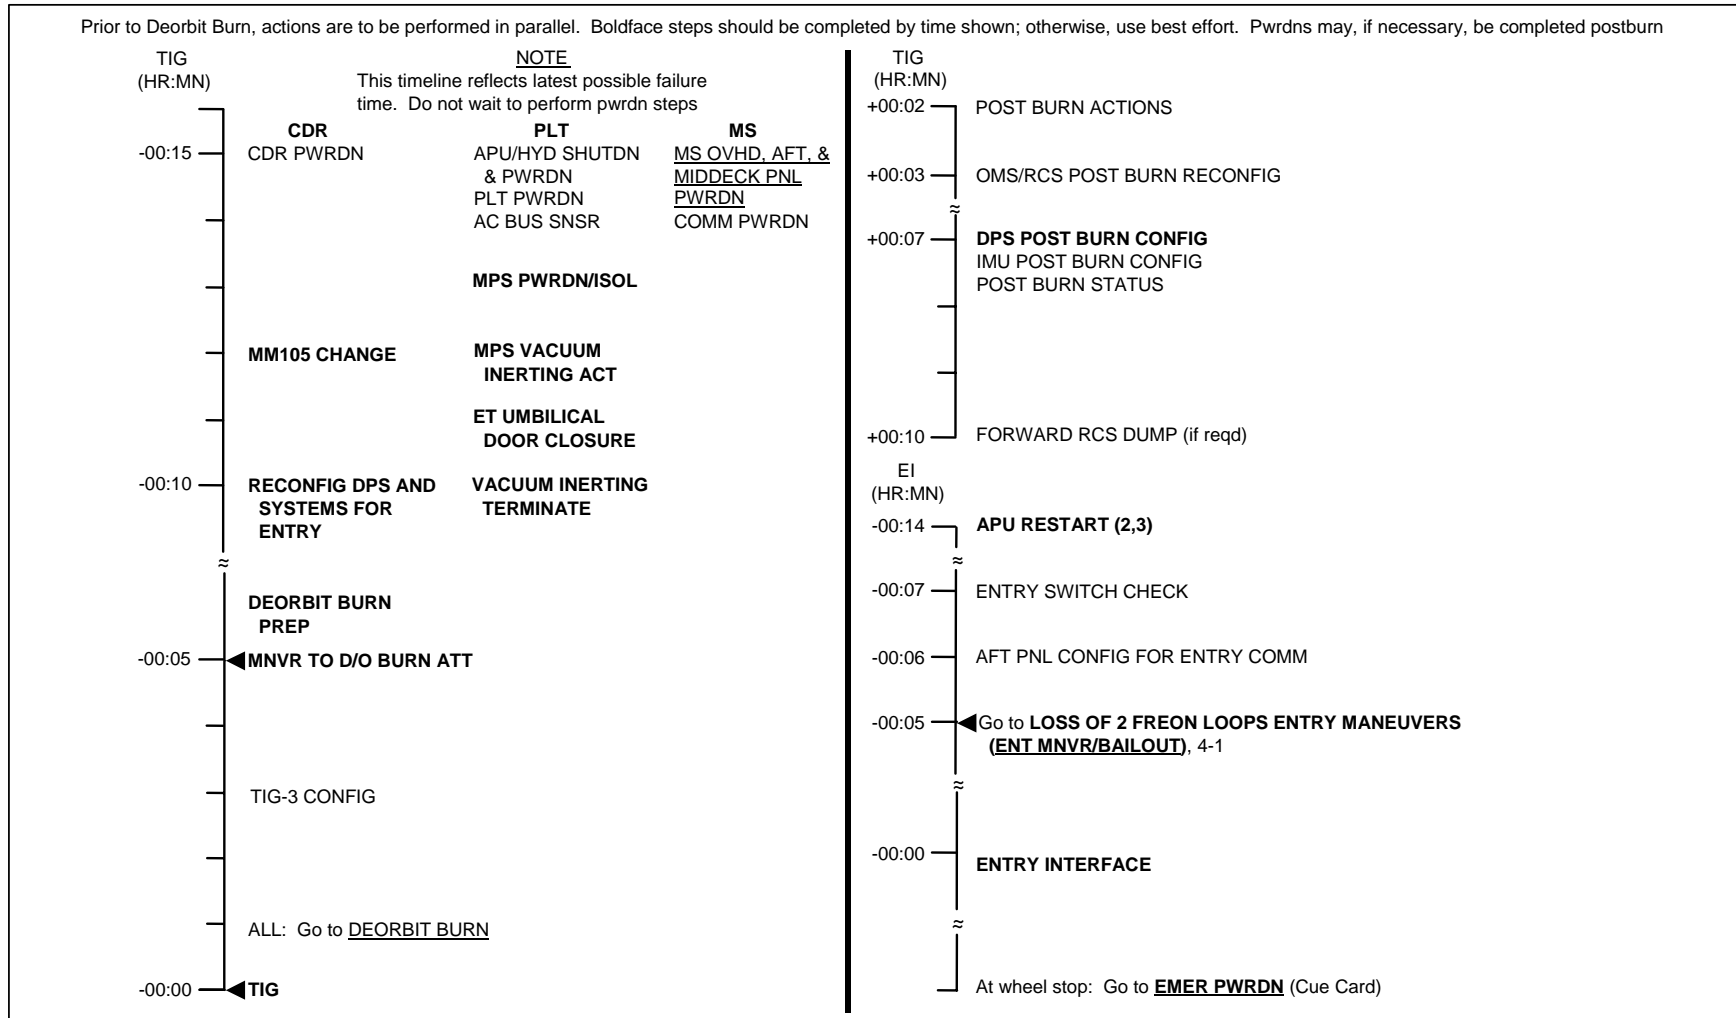 Prior to Deorbit Burn, actions are to be performed in parallel.  Boldface steps should be completed by time shown; otherwise, use best effort.  Pwrdns may, if necessary, be completed postburn
TIG
(HR:MN)
NOTE
This timeline reflects latest possible failure
time.  Do not wait to perform pwrdn steps
CDR
PLT
MS
-00:15
CDR PWRDN
APU/HYD SHUTDN
& PWRDN
PLT PWRDN
AC BUS SNSR
MS OVHD, AFT, &
MIDDECK PNL
PWRDN
COMM PWRDN
MPS PWRDN/ISOL
MM105 CHANGE
MPS VACUUM
INERTING ACT
ET UMBILICAL
DOOR CLOSURE
-00:10
RECONFIG DPS AND
SYSTEMS FOR
ENTRY
VACUUM INERTING
TERMINATE
≈
DEORBIT BURN
PREP
-00:05
MNVR TO D/O BURN ATT
TIG-3 CONFIG
ALL:  Go to DEORBIT BURN
-00:00
TIG
TIG
(HR:MN)
+00:02
POST BURN ACTIONS
+00:03
OMS/RCS POST BURN RECONFIG
≈
+00:07
DPS POST BURN CONFIG
IMU POST BURN CONFIG
POST BURN STATUS
+00:10
FORWARD RCS DUMP (if reqd)
EI
(HR:MN)
-00:14
APU RESTART (2,3)
≈
-00:07
ENTRY SWITCH CHECK
-00:06
AFT PNL CONFIG FOR ENTRY COMM
-00:05
Go to LOSS OF 2 FREON LOOPS ENTRY MANEUVERS
(ENT MNVR/BAILOUT), 4-1
≈
-00:00
ENTRY INTERFACE
≈
At wheel stop:  Go to EMER PWRDN (Cue Card)